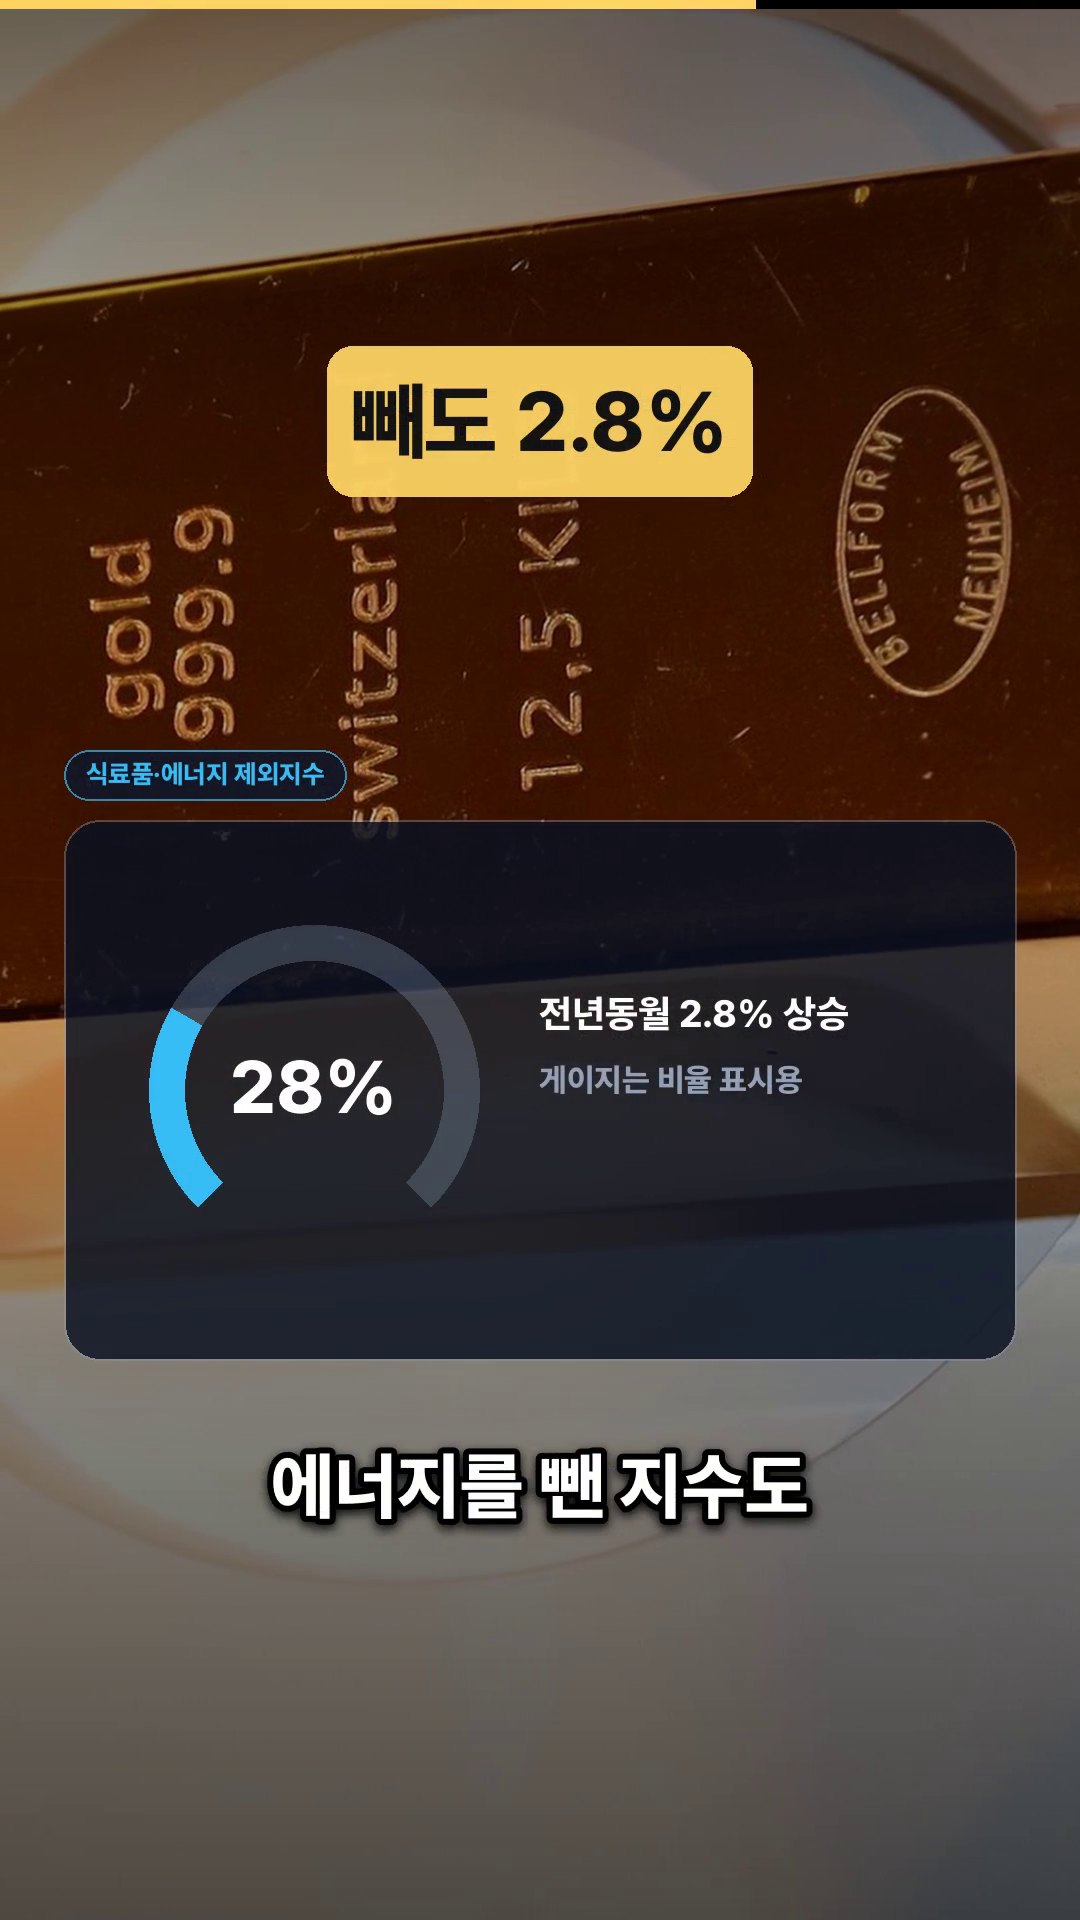 빼도 2.8%
gold
999.9
switzerla
12,5 KI
BELLFORM
NEUHEIM
식료품·에너지 제외지수
28%
전년동월 2.8% 상승
게이지는 비율 표시용
에너지를 뺀 지수도